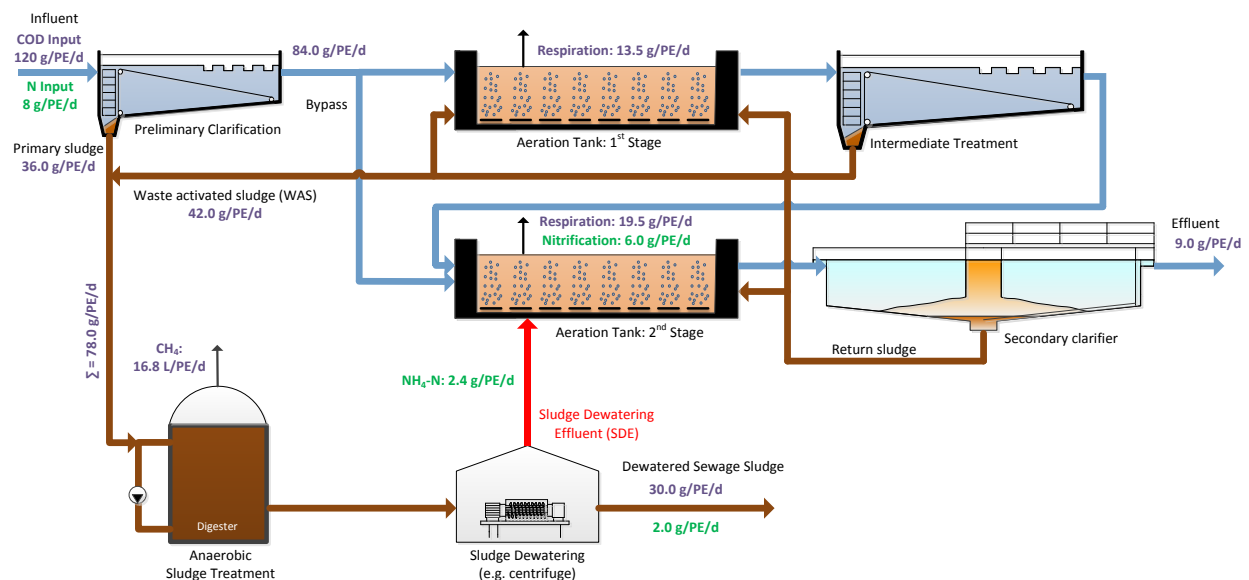 Influent
COD Input
120 g/PE/d
N Input
8 g/PE/d
Preliminary Clarification
84.0 g/PE/d
Bypass
Respiration: 13.5 g/PE/d
Aeration Tank: 1st Stage
Intermediate Treatment
Primary sludge
36.0 g/PE/d
Waste activated sludge (WAS)
42.0 g/PE/d
Respiration: 19.5 g/PE/d
Nitrification: 6.0 g/PE/d
Aeration Tank: 2nd Stage
Effluent
9.0 g/PE/d
Secondary clarifier
Return sludge
Σ = 78.0 g/PE/d
CH4:
16.8 L/PE/d
NH4-N: 2.4 g/PE/d
Sludge Dewatering
Effluent (SDE)
Dewatered Sewage Sludge
30.0 g/PE/d
2.0 g/PE/d
Digester
Anaerobic
Sludge Treatment
Sludge Dewatering
(e.g. centrifuge)